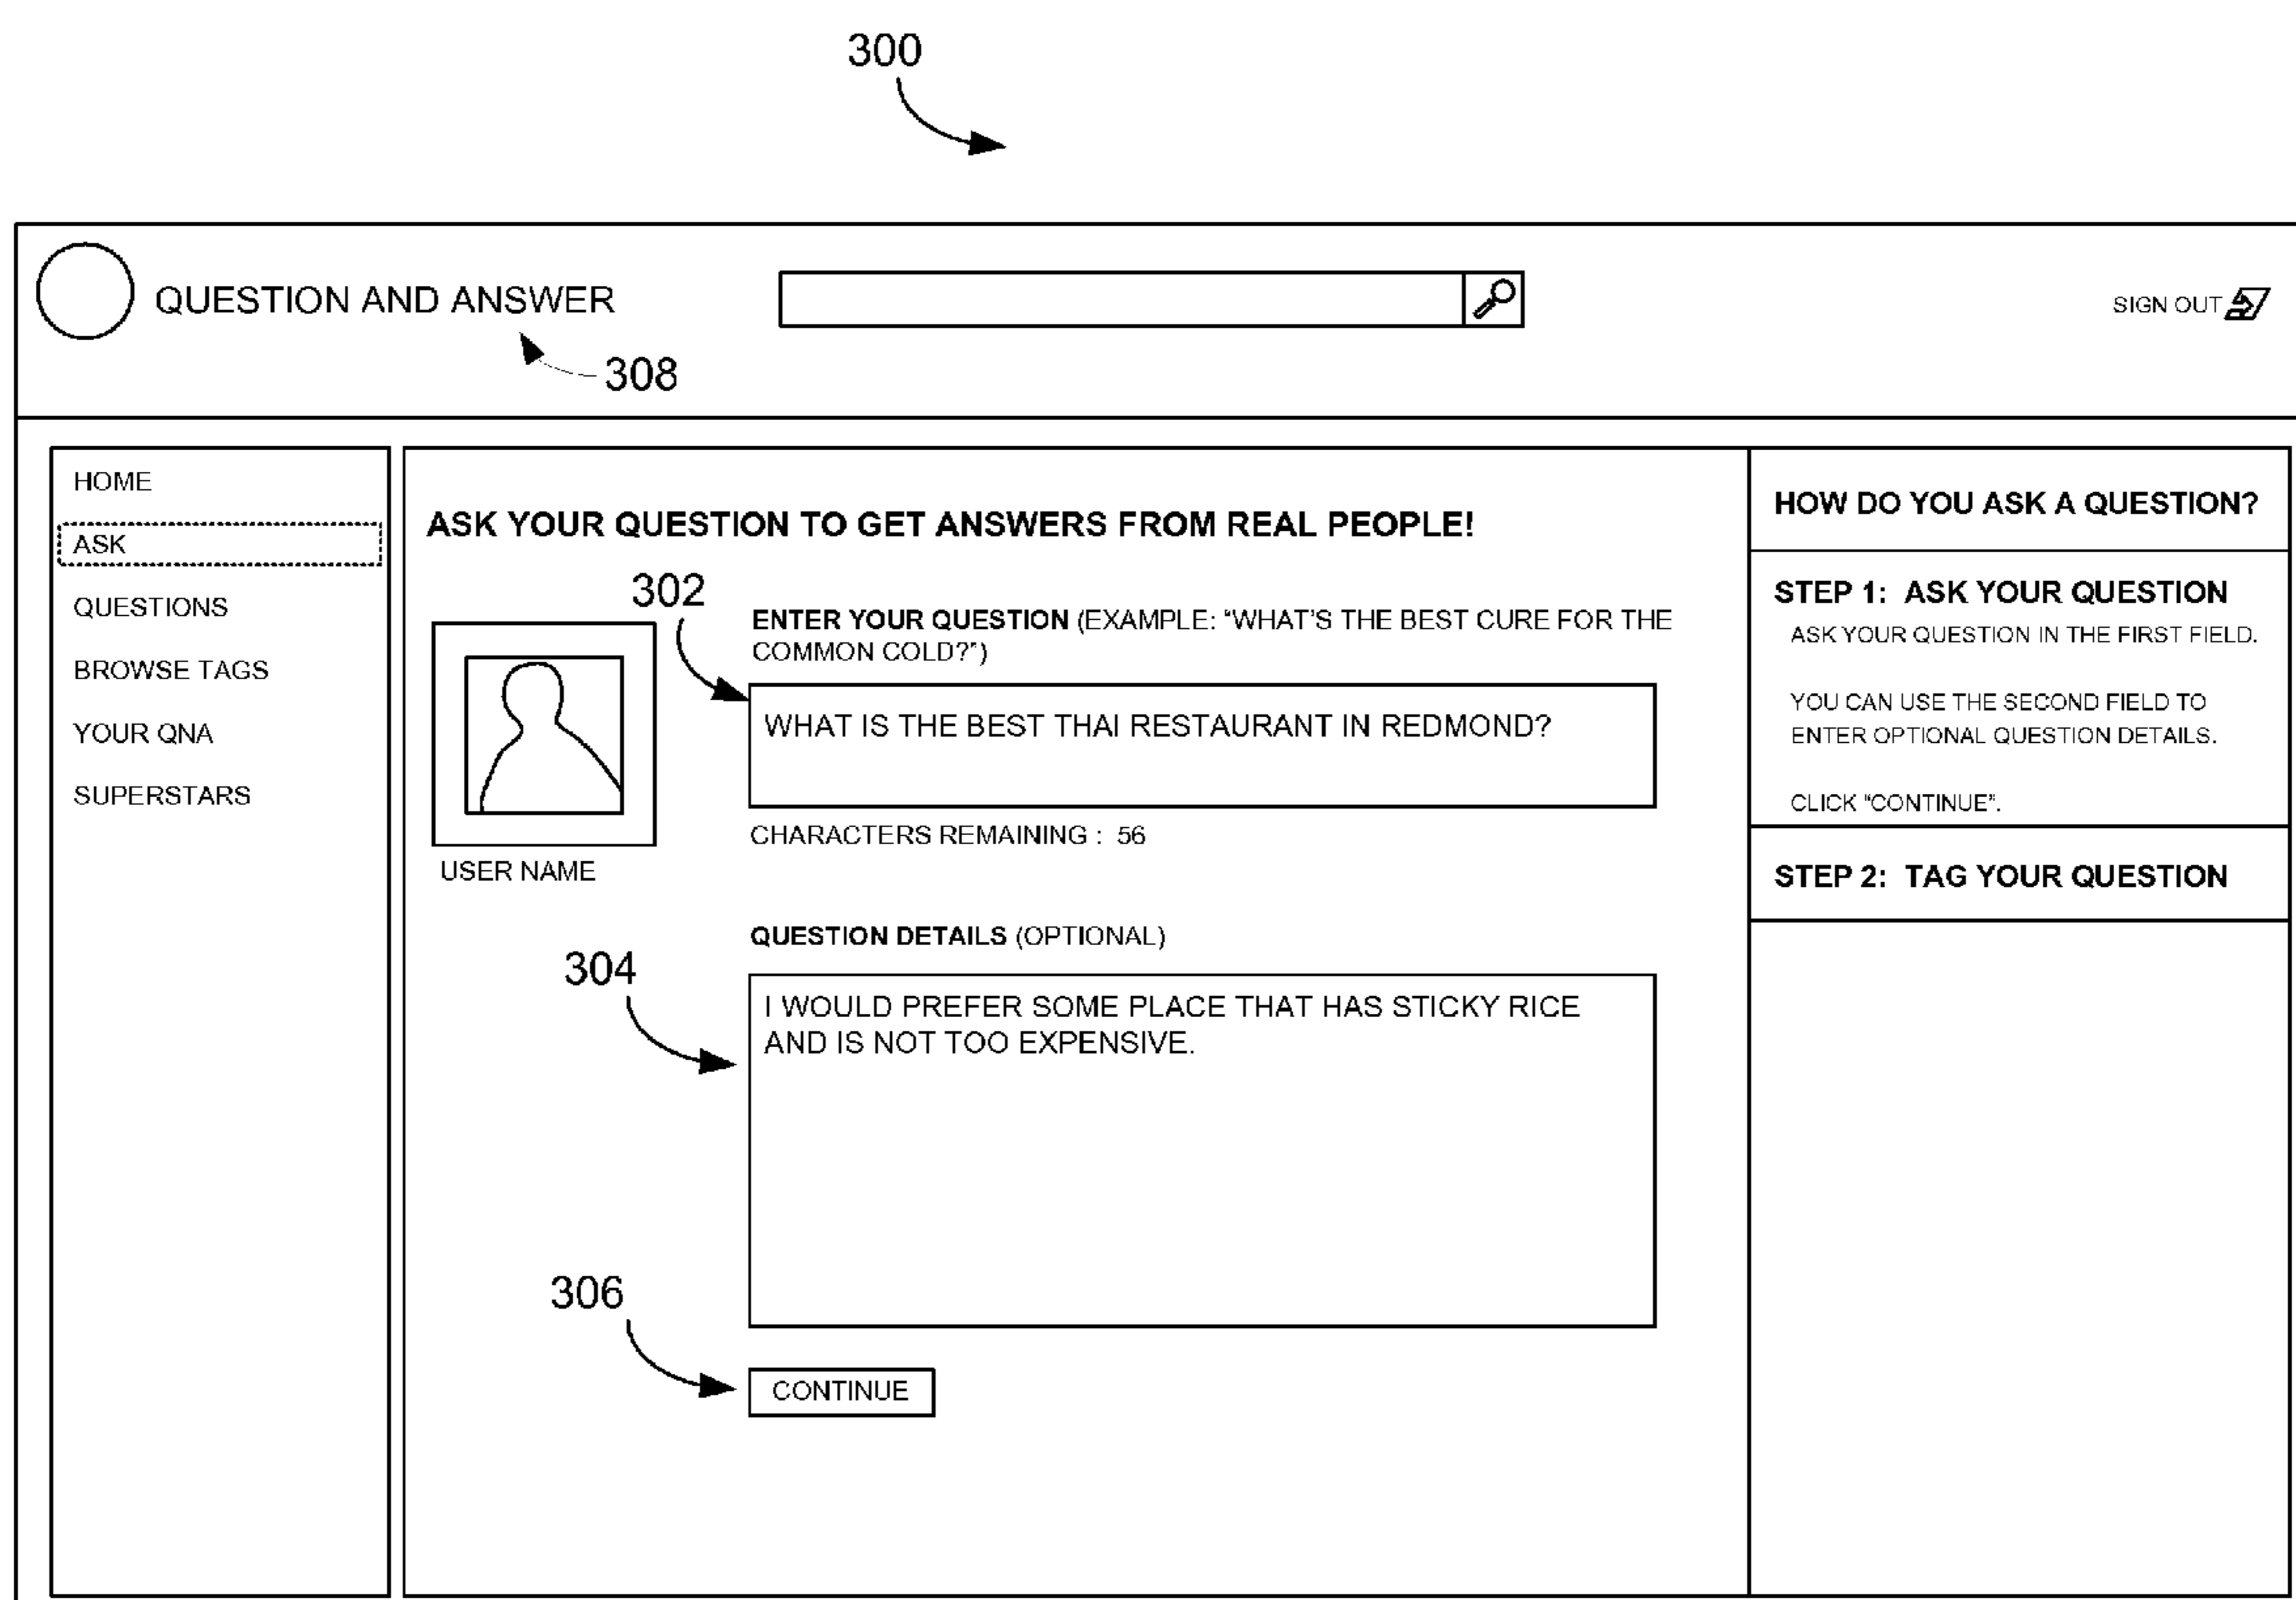 300
QUESTION AND ANSWER
SIGN OUT
308
HOME
ASK
QUESTIONS
BROWSE TAGS
YOUR QNA
SUPERSTARS
ASK YOUR QUESTION TO GET ANSWERS FROM REAL PEOPLE!
302
USER NAME
ENTER YOUR QUESTION (EXAMPLE: "WHAT'S THE BEST CURE FOR THE
COMMON COLD?")
WHAT IS THE BEST THAI RESTAURANT IN REDMOND?
CHARACTERS REMAINING : 56
QUESTION DETAILS (OPTIONAL)
304
I WOULD PREFER SOME PLACE THAT HAS STICKY RICE
AND IS NOT TOO EXPENSIVE.
306
CONTINUE
HOW DO YOU ASK A QUESTION?
STEP 1: ASK YOUR QUESTION
ASK YOUR QUESTION IN THE FIRST FIELD.
YOU CAN USE THE SECOND FIELD TO
ENTER OPTIONAL QUESTION DETAILS.
CLICK "CONTINUE".
STEP 2: TAG YOUR QUESTION